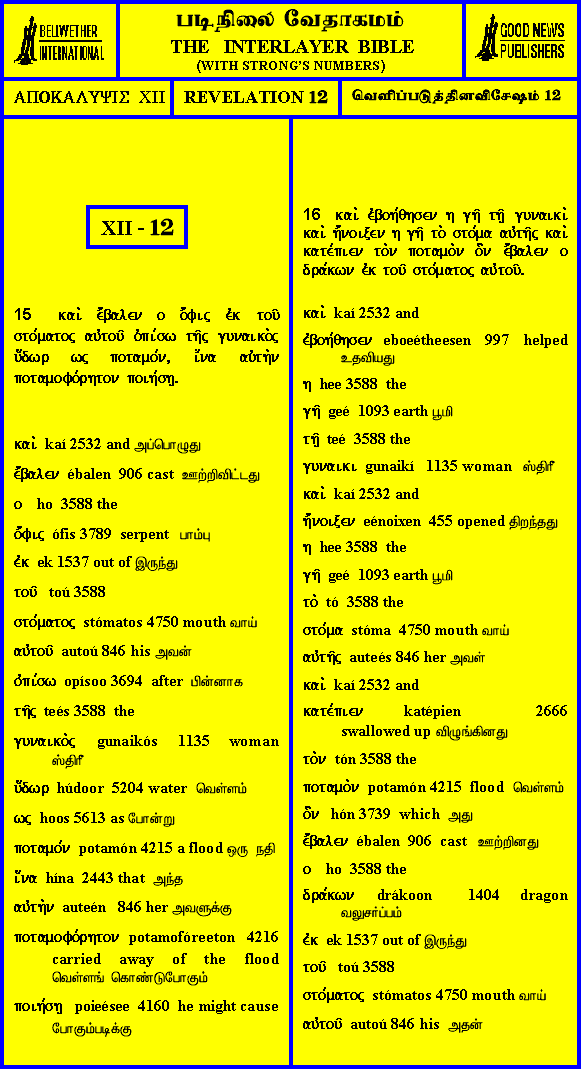 BELLWETHER
INTERNATIONAL
படிநிலை வேதாகமம்
THE INTERLAYER BIBLE
(WITH STRONG'S NUMBERS)
GOOD NEWS
PUBLISHERS
ΑΠΟΚΑΛΥΨΙΣ XII
REVELATION 12
வெளிப்படுத்தினவிசேஷம் 12
XII - 12
15 καὶ ἔβαλεν ο ὄφις ἐκ τοῦ
στόματος αὐτοῦ ὀπίσω τῆς γυναικὸς
ὕδωρ ως ποταμόν, ἵνα αὐτὴν
ποταμοφόρητον ποιήσῃ.
καὶ kaí 2532 and அப்பொழுது
ἔβαλεν ébalen 906 cast ஊற்றிவிட்டது
ο ho 3588 the
ὄφις ófis 3789 serpent பாம்பு
ἐκ ek 1537 out of இருந்து
τοῦ toú 3588
στόματος stómatos 4750 mouth வாய்
αὐτοῦ autoú 846 his அவன்
ὀπίσω opísoo 3694 after பின்னாக
τῆς teés 3588 the
γυναικὸς gunaikós 1135 woman
ஸ்திரீ
ὕδωρ húdoor 5204 water வெள்ளம்
ως hoos 5613 as போன்று
ποταμόν potamón 4215 a flood ஒரு நதி
ἵνα hína 2443 that அந்த
αὐτὴν auteén 846 her அவளுக்கு
ποταμοφόρητον potamofóreeton 4216
carried away of the flood
வெள்ளங் கொண்டுபோகும்
ποιήσῃ poieésee 4160 he might cause
போகும்படிக்கு
16 καὶ ἐβοήθησεν η γῆ τῇ γυναικὶ
καὶ ἤνοιξεν η γῆ τὸ στόμα αὐτῆς καὶ
κατέπιεν τὸν ποταμὸν ὃν ἔβαλεν ο
δράκων ἐκ τοῦ στόματος αὐτοῦ.
καὶ kaí 2532 and
ἐβοήθησεν eboeétheesen 997 helped
உதவியது
η hee 3588 the
γῆ geé 1093 earth பூமி
τῇ teé 3588 the
γυναικι gunaikí 1135 woman ஸ்திரீ
καὶ kaí 2532 and
ἤνοιξεν eénoixen 455 opened திறந்தது
η hee 3588 the
γῆ geé 1093 earth பூமி
τὸ tó 3588 the
στόμα stóma 4750 mouth வாய்
αὐτῆς auteés 846 her அவள்
καὶ kaí 2532 and
κατέπιεν katépien 2666
swallowed up விழுங்கினது
τὸν tón 3588 the
ποταμὸν potamón 4215 flood வெள்ளம்
ὃν hón 3739 which அது
ἔβαλεν ébalen 906 cast ஊற்றினது
ο ho 3588 the
δράκων drákoon 1404 dragon
வலுசர்ப்பம்
ἐκ ek 1537 out of இருந்து
τοῦ toú 3588
στόματος stómatos 4750 mouth வாய்
αὐτοῦ autoú 846 his அதன்